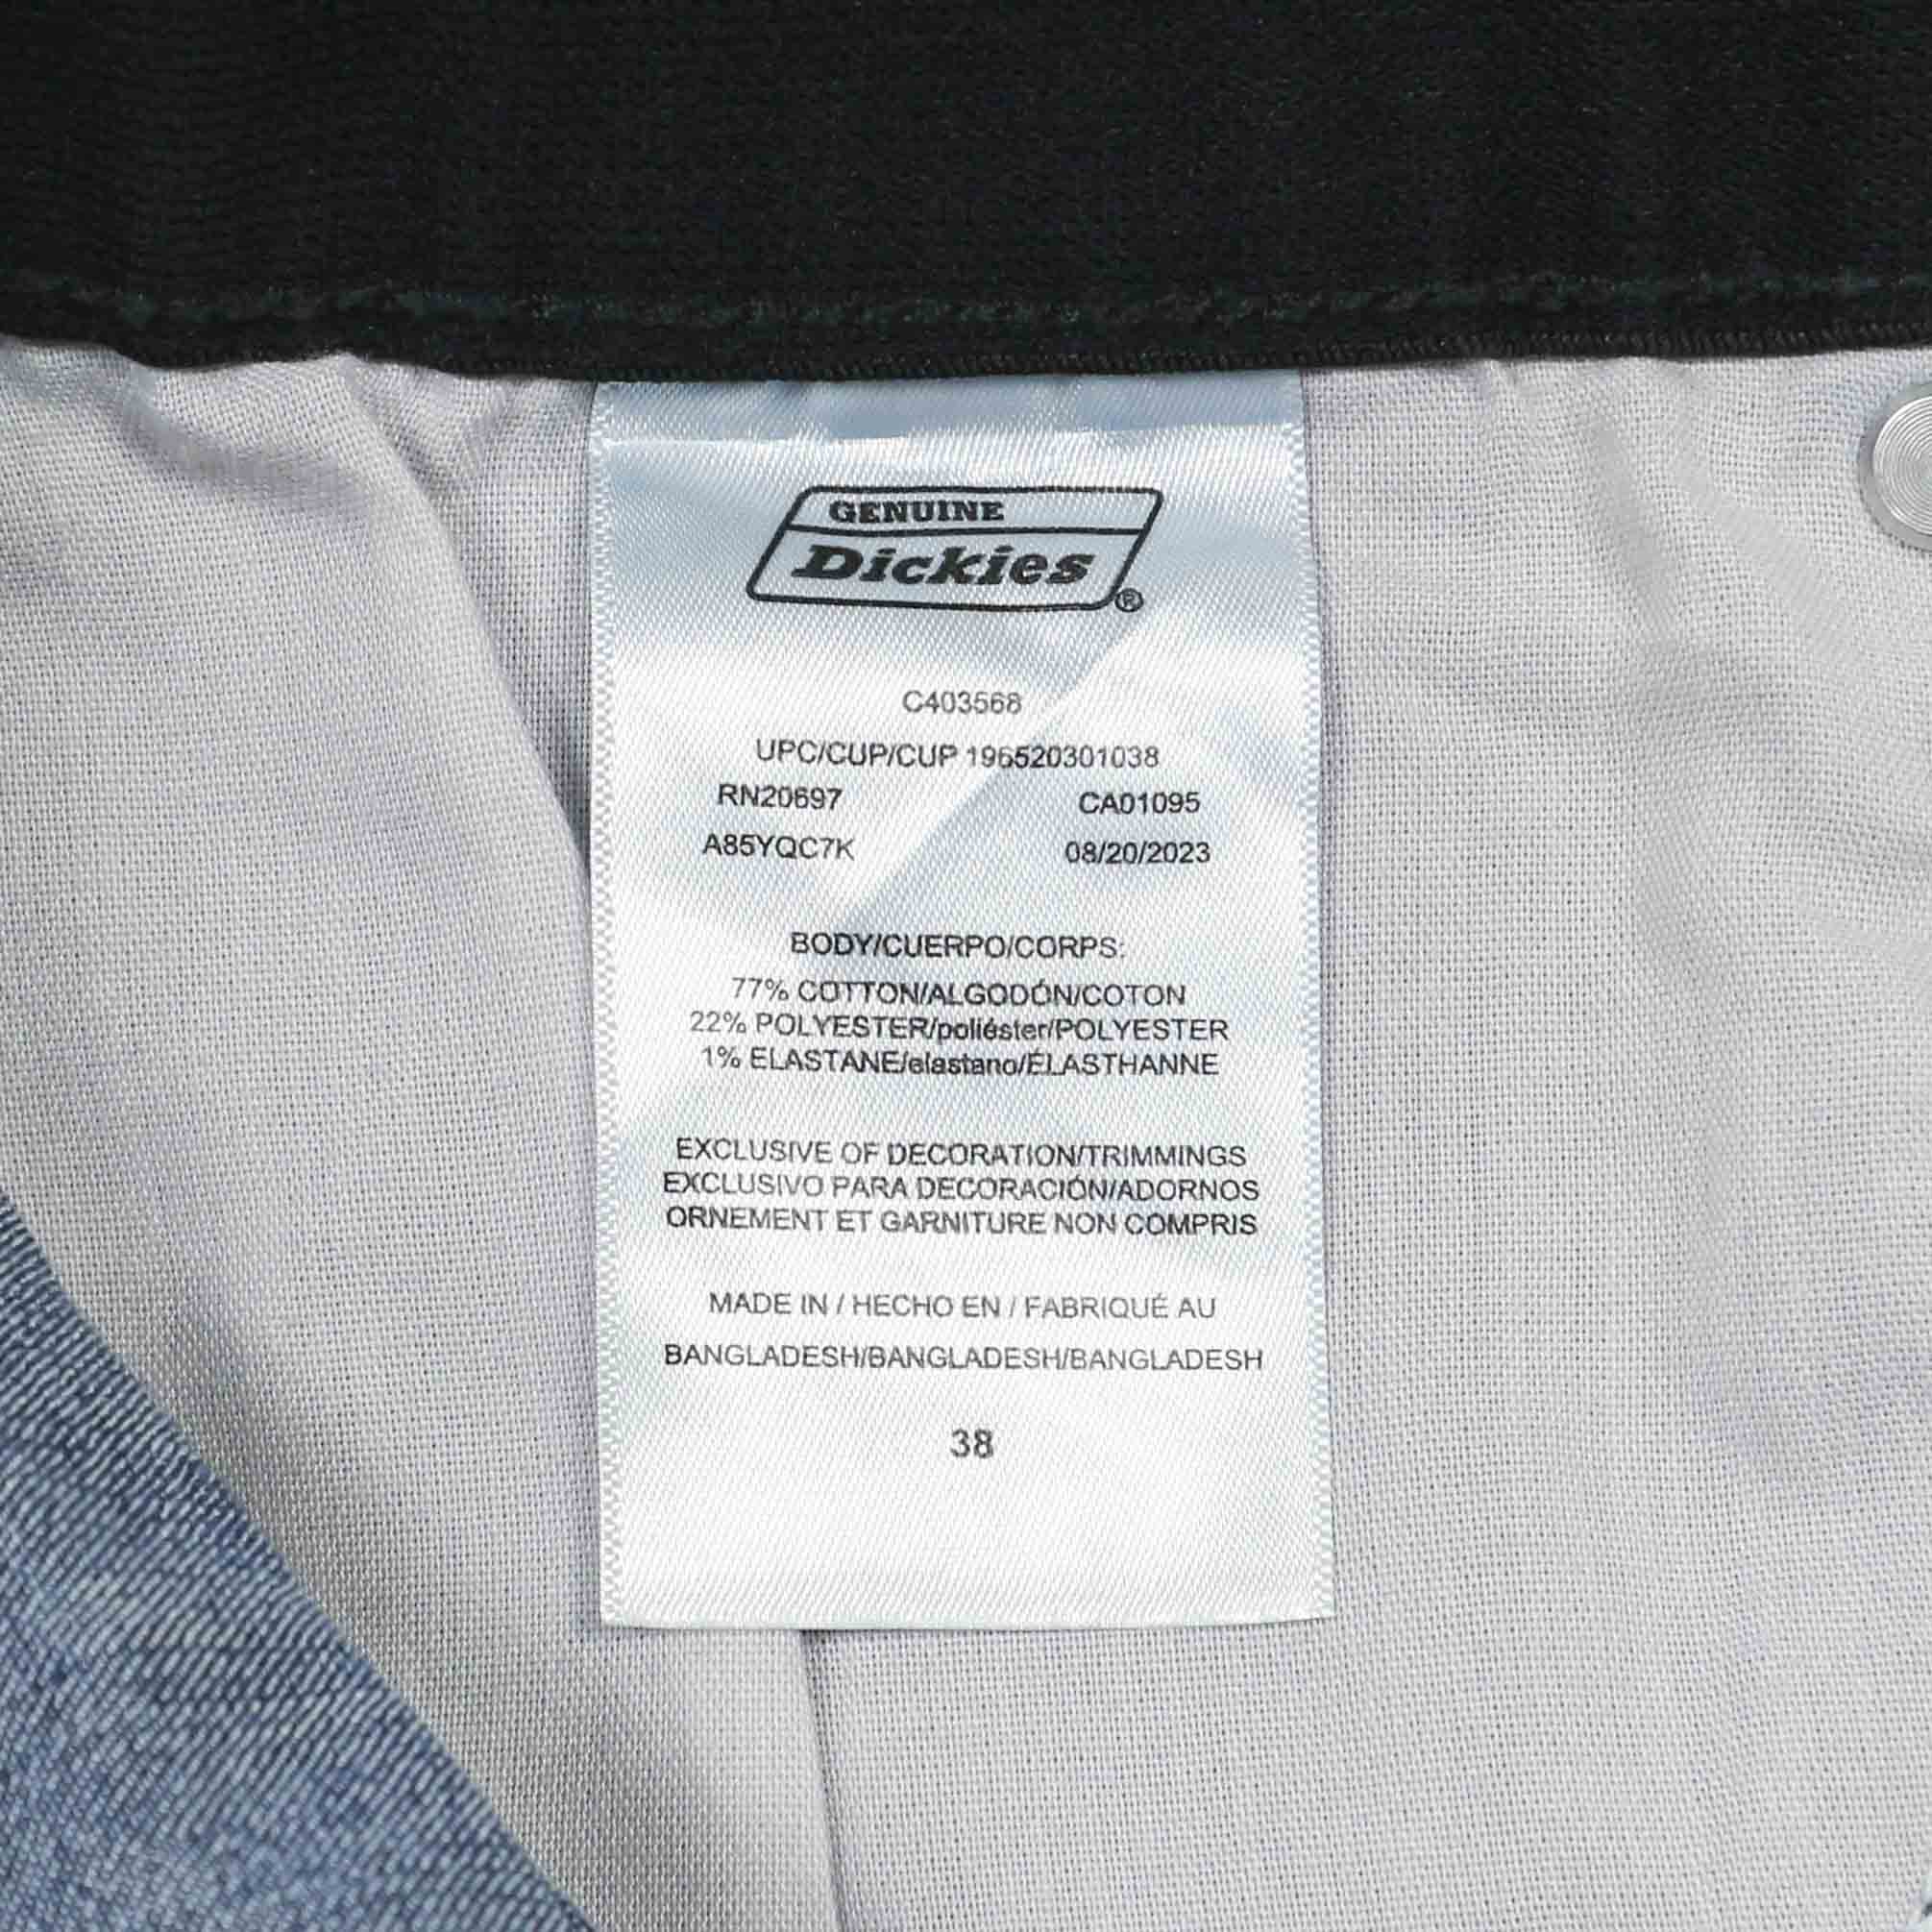 GENUINE
Dickies®
C403568
UPC/CUP/CUP 196520301038
RN20697 CA01095
A85YQC7K 08/20/2023
BODY/CUERPO/CORPS:
77% COTTON/ALGODÓN/COTON
22% POLYESTER/poliéster/POLYESTER
1% ELASTANE/elastano/ÉLASTHANNE
EXCLUSIVE OF DECORATION/TRIMMINGS
EXCLUSIVO PARA DECORACIÓN/ADORNOS
ORNEMENT ET GARNITURE NON COMPRIS
MADE IN / HECHO EN / FABRIQUÉ AU
BANGLADESH/BANGLADESH/BANGLADESH
38